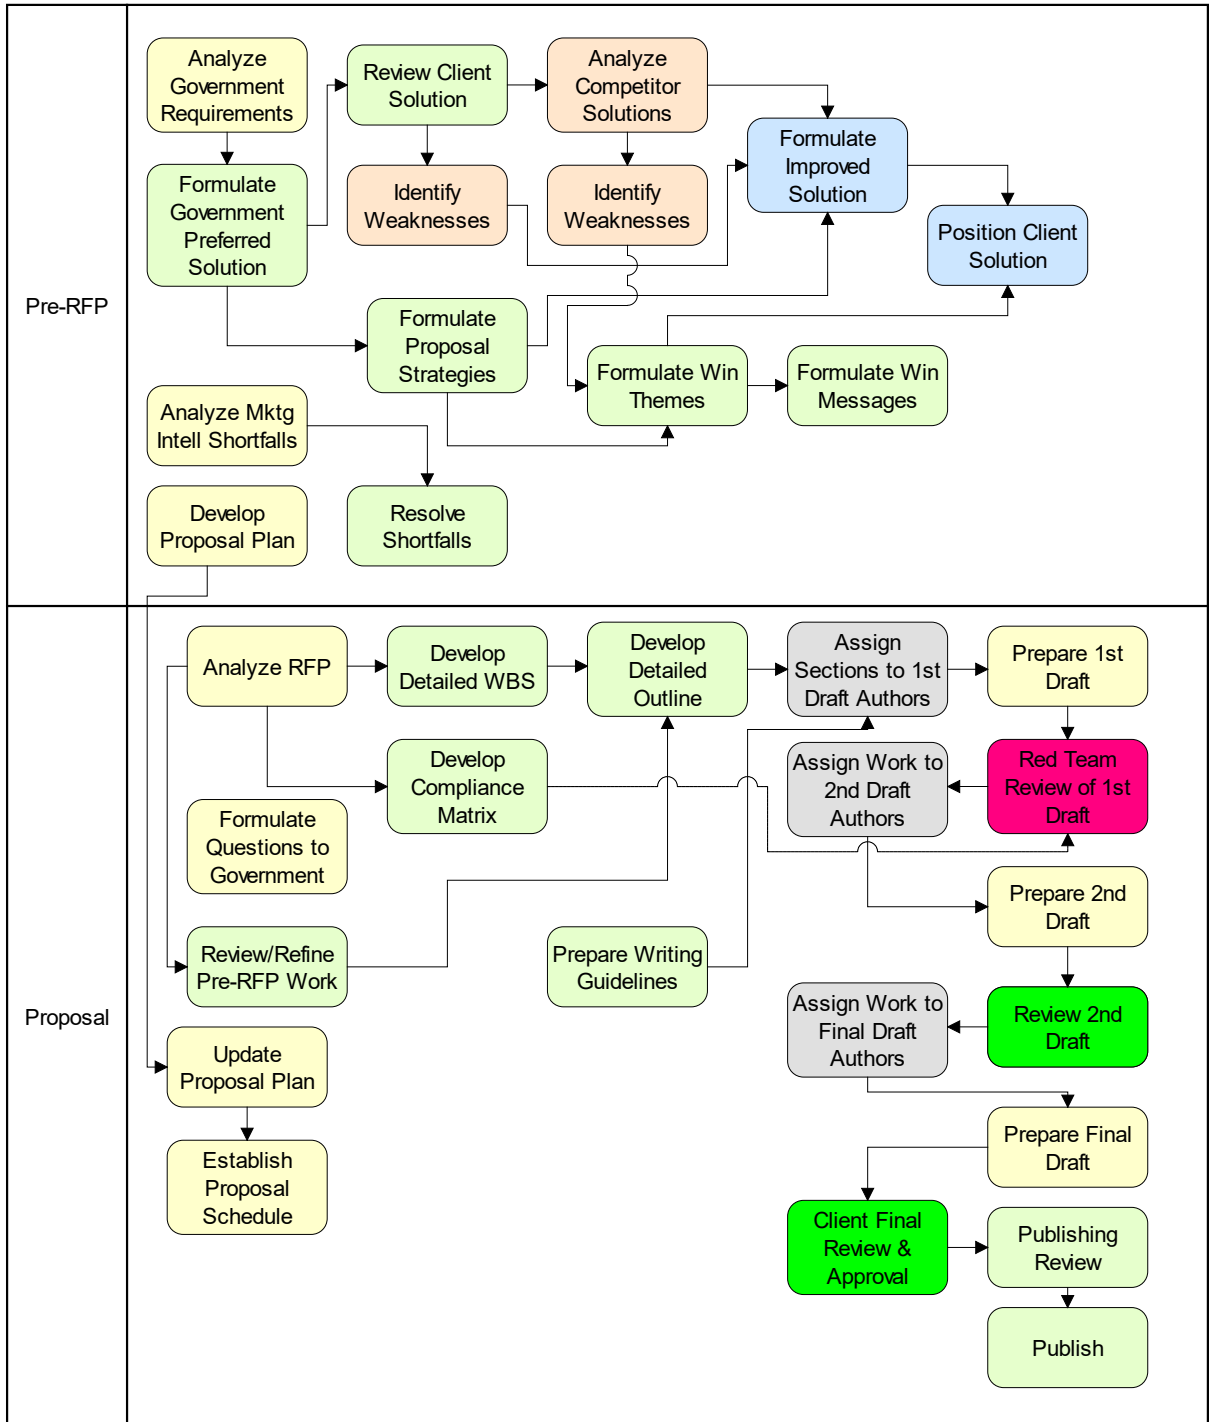 Pre-RFP
Analyze
Government
Requirements
Review Client
Solution
Analyze
Competitor
Solutions
Formulate
Improved
Solution
Formulate
Government
Preferred
Solution
Identify
Weaknesses
Identify
Weaknesses
Position Client
Solution
Formulate
Proposal
Strategies
Formulate Win
Themes
Formulate Win
Messages
Analyze Mktg
Intell Shortfalls
Develop
Proposal Plan
Resolve
Shortfalls
Proposal
Analyze RFP
Develop
Detailed WBS
Develop
Detailed
Outline
Assign
Sections to 1st
Draft Authors
Prepare 1st
Draft
Develop
Compliance
Matrix
Assign Work to
2nd Draft
Authors
Red Team
Review of 1st
Draft
Formulate
Questions to
Government
Prepare 2nd
Draft
Review/Refine
Pre-RFP Work
Prepare Writing
Guidelines
Assign Work to
Final Draft
Authors
Review 2nd
Draft
Update
Proposal Plan
Prepare Final
Draft
Establish
Proposal
Schedule
Client Final
Review &
Approval
Publishing
Review
Publish